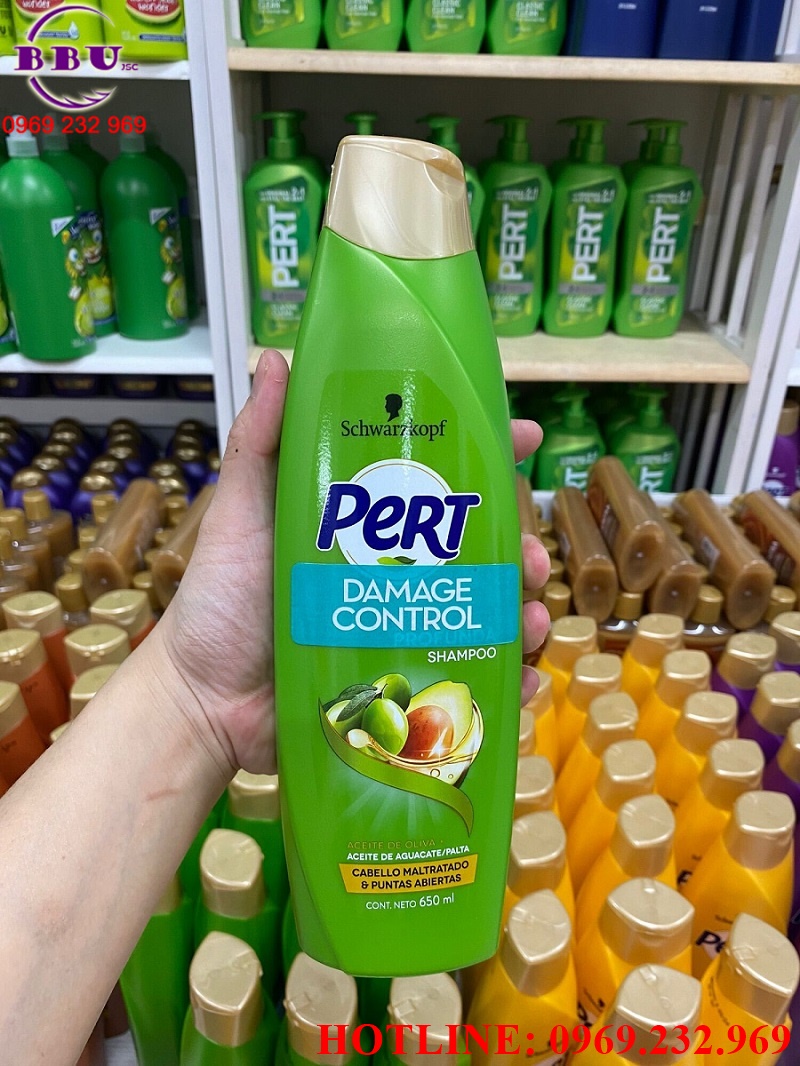 BBU JSC
0969 232 969
PERT
PERT
PERT
PERT
Schwarzkopf
PERT
DAMAGE
CONTROL
SHAMPOO
ACEITE DE OLIVA
ACEITE DE AGUACATE/PALTA
CABELLO MALTRATADO
& PUNTAS ABIERTAS
CONT. NETO 650 ml
HOTLINE: 0969.232.969